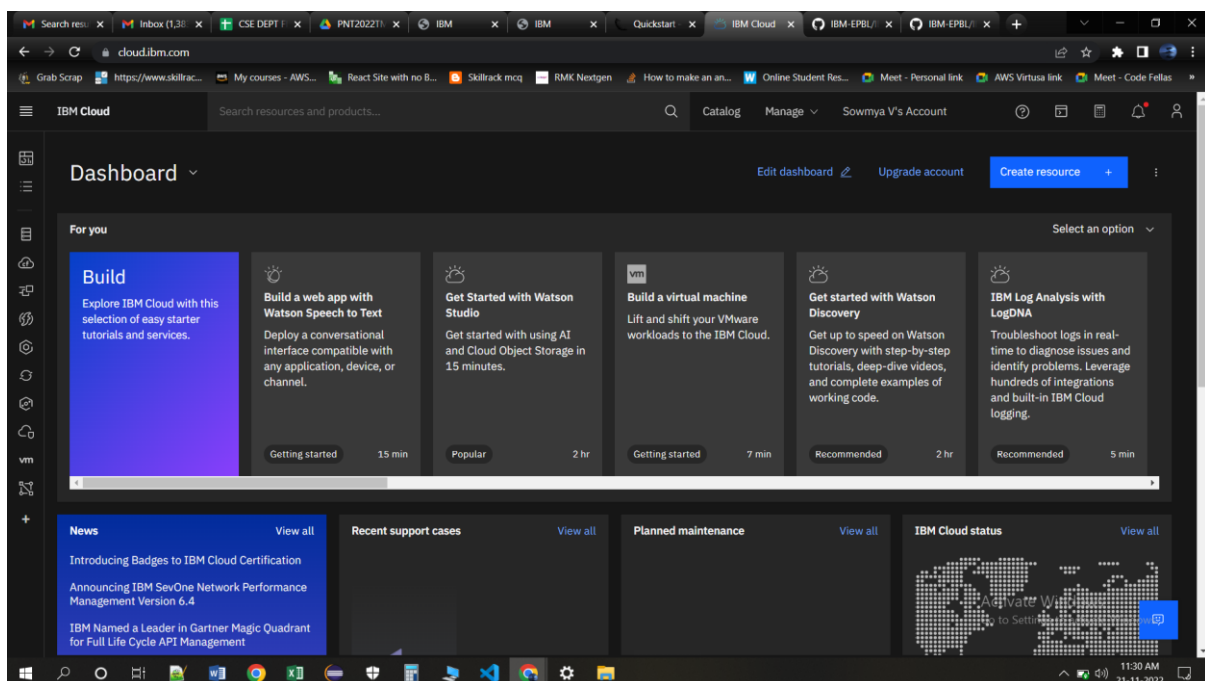 Search resu
Inbox (1,38
CSE DEPT F
PNT2022TN
IBM
IBM
Quickstart
IBM Cloud
IBM-EPBL/
IBM-EPBL/
cloud.ibm.com
Grab Scrap
https://www.skillrac...
My courses - AWS...
React Site with no B...
Skillrack mcq
RMK Nextgen
How to make an an...
Online Student Res...
Meet - Personal link
AWS Virtusa link
Meet - Code Fellas
»
IBM Cloud
Search resources and products...
Catalog
Manage
Sowmya V's Account
Dashboard
Edit dashboard
Upgrade account
Create resource +
For you
Select an option
Build
Explore IBM Cloud with this
selection of easy starter
tutorials and services.
Build a web app with
Watson Speech to Text
Deploy a conversational
interface compatible with
any application, device, or
channel.
Getting started 15 min
Get Started with Watson
Studio
Get started with using AI
and Cloud Object Storage in
15 minutes.
Popular 2 hr
vm
Build a virtual machine
Lift and shift your VMware
workloads to the IBM Cloud.
Getting started 7 min
Get started with Watson
Discovery
Get up to speed on Watson
Discovery with step-by-step
tutorials, deep-dive videos,
and complete examples of
working code.
Recommended 2 hr
IBM Log Analysis with
LogDNA
Troubleshoot logs in real-
time to diagnose issues and
identify problems. Leverage
hundreds of integrations
and built-in IBM Cloud
logging.
Recommended 5 min
vm
News View all
Introducing Badges to IBM Cloud Certification
Announcing IBM SevOne Network Performance
Management Version 6.4
IBM Named a Leader in Gartner Magic Quadrant
for Full Life Cycle API Management
Recent support cases View all
Planned maintenance View all
IBM Cloud status View all
Activate
to
11:30 AM
21-11-2022